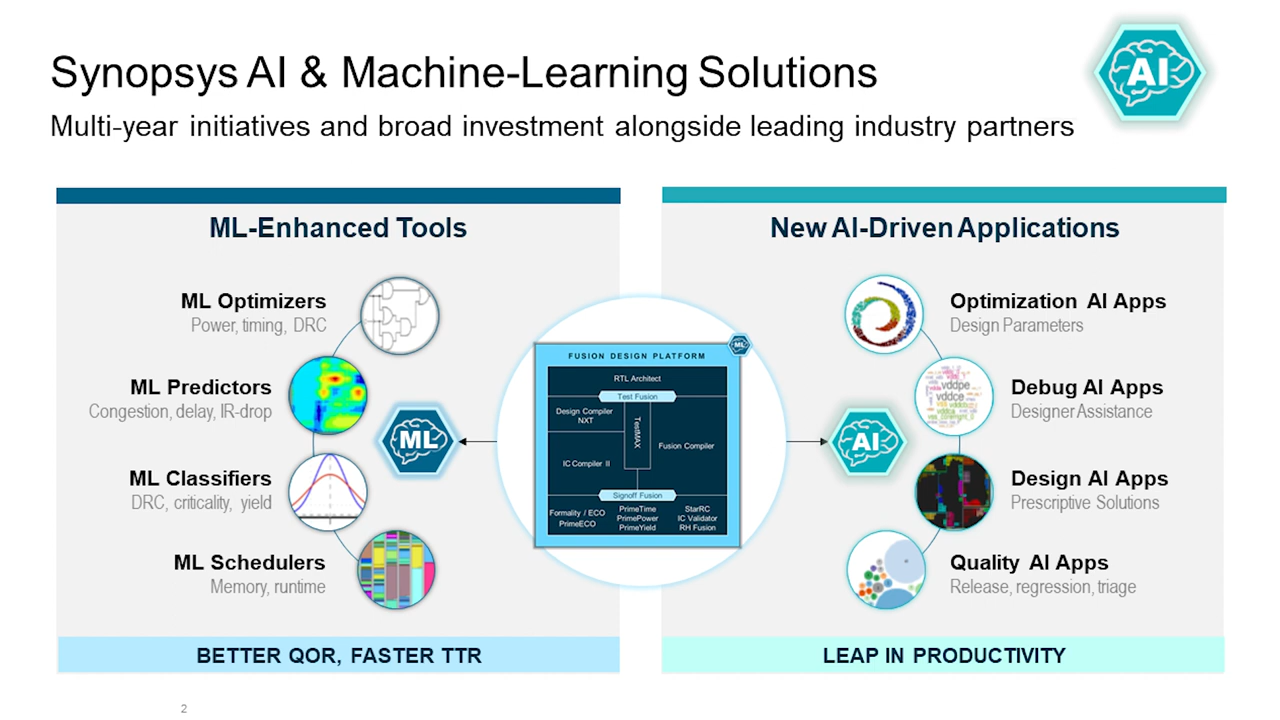 Synopsys AI & Machine-Learning Solutions
Multi-year initiatives and broad investment alongside leading industry partners
AI
ML-Enhanced Tools
ML Optimizers
Power, timing, DRC
ML Predictors
Congestion, delay, IR-drop
ML Classifiers
DRC, criticality, yield
ML Schedulers
Memory, runtime
ML
BETTER QOR, FASTER TTR
ML
FUSION DESIGN PLATFORM
RTL Architect
Test Fusion
Design Compiler
NXT
TestMAX
Fusion Compiler
IC Compiler II
Signoff Fusion
Formality / ECO
PrimeECO
PrimeTime
PrimePower
PrimeYield
StarRC
IC Validator
RH Fusion
New AI-Driven Applications
AI
Optimization AI Apps
Design Parameters
Debug AI Apps
Designer Assistance
vddpe
vddce
Design AI Apps
Prescriptive Solutions
Quality AI Apps
Release, regression, triage
LEAP IN PRODUCTIVITY
2